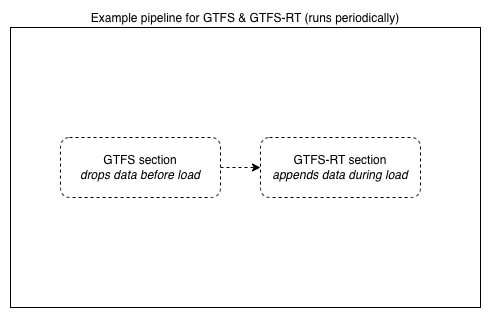 Example pipeline for GTFS & GTFS-RT (runs periodically)
GTFS section
drops data before load
GTFS-RT section
appends data during load